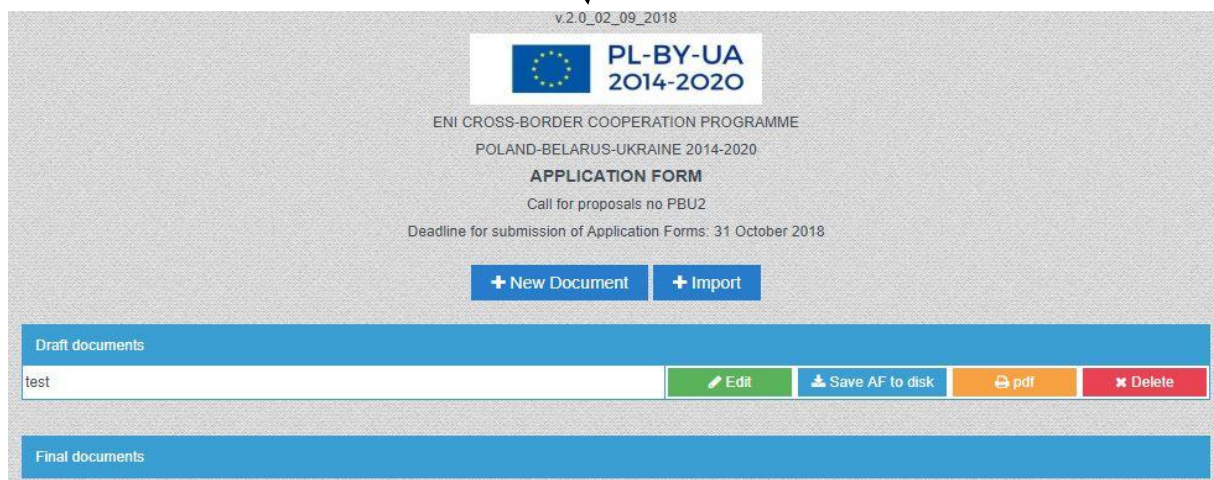 v.2.0_02_09_2018
PL-BY-UA
2014-2020
ENI CROSS-BORDER COOPERATION PROGRAMME
POLAND-BELARUS-UKRAINE 2014-2020
APPLICATION FORM
Call for proposals no PBU2
Deadline for submission of Application Forms: 31 October 2018
New Document Import
Draft documents
test Edit Save AF to disk pdf Delete
Final documents